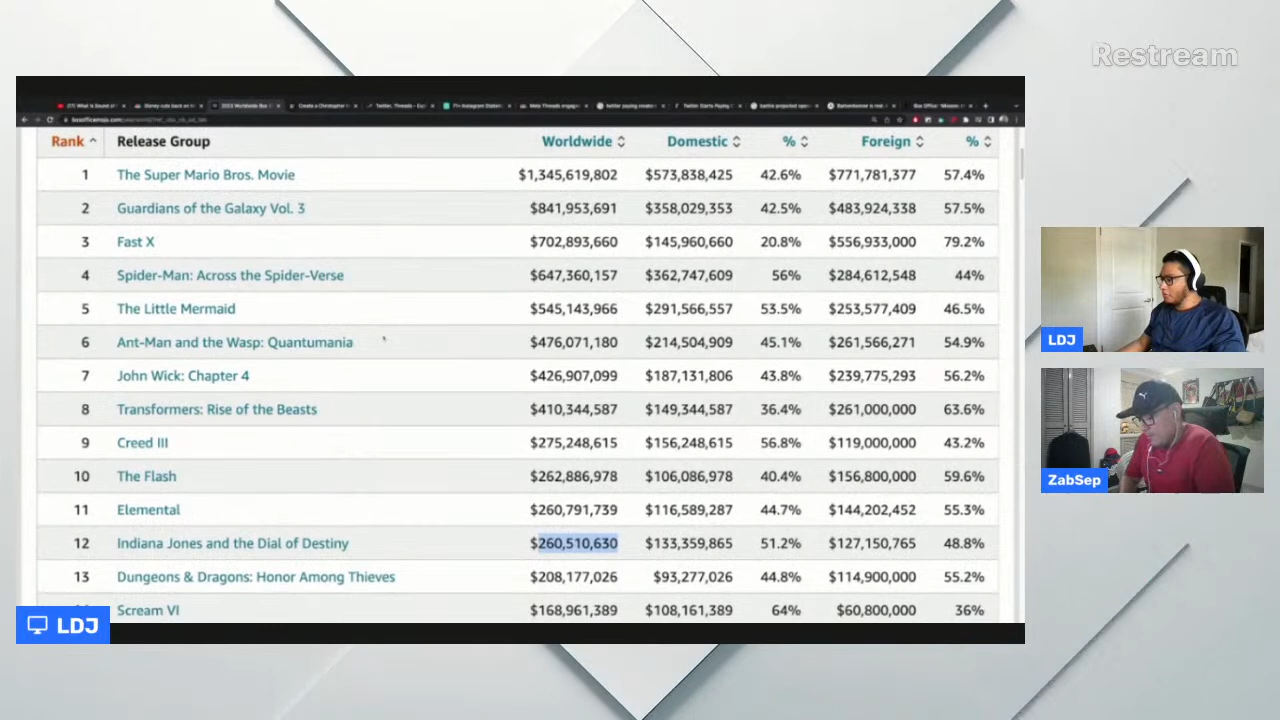 Restream
2023 Worldwide Box
boxofficemojo.com
Rank Release Group Worldwide Domestic % Foreign %
1 The Super Mario Bros. Movie $1,345,619,802 $573,838,425 42.6% $771,781,377 57.4%
2 Guardians of the Galaxy Vol. 3 $841,953,691 $358,029,353 42.5% $483,924,338 57.5%
3 Fast X $702,893,660 $145,960,660 20.8% $556,933,000 79.2%
4 Spider-Man: Across the Spider-Verse $647,360,157 $362,747,609 56% $284,612,548 44%
5 The Little Mermaid $545,143,966 $291,566,557 53.5% $253,577,409 46.5%
6 Ant-Man and the Wasp: Quantumania $476,071,180 $214,504,909 45.1% $261,566,271 54.9%
7 John Wick: Chapter 4 $426,907,099 $187,131,806 43.8% $239,775,293 56.2%
8 Transformers: Rise of the Beasts $410,344,587 $149,344,587 36.4% $261,000,000 63.6%
9 Creed III $275,248,615 $156,248,615 56.8% $119,000,000 43.2%
10 The Flash $262,886,978 $106,086,978 40.4% $156,800,000 59.6%
11 Elemental $260,791,739 $116,589,287 44.7% $144,202,452 55.3%
12 Indiana Jones and the Dial of Destiny $260,510,630 $133,359,865 51.2% $127,150,765 48.8%
13 Dungeons & Dragons: Honor Among Thieves $208,177,026 $93,277,026 44.8% $114,900,000 55.2%
Scream VI $168,961,389 $108,161,389 64% $60,800,000 36%
LDJ
LDJ
ZabSep